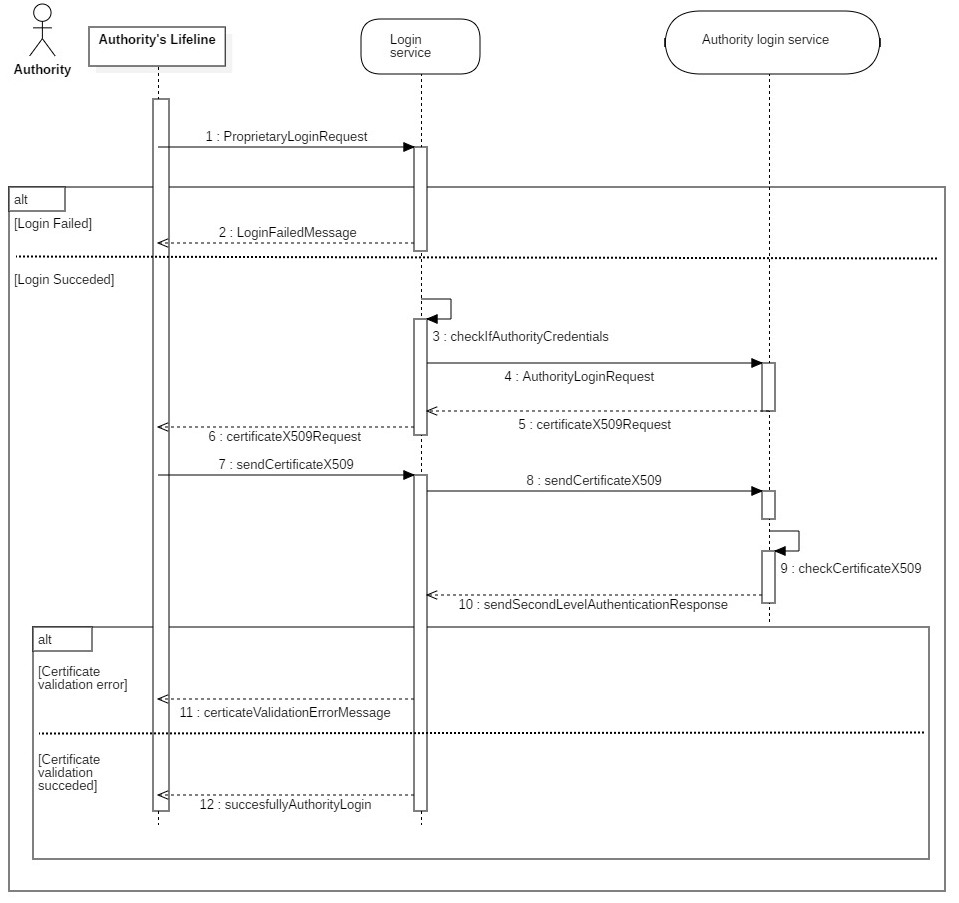 Authority
Authority's Lifeline
Login
service
Authority login service
1 : ProprietaryLoginRequest
alt
[Login Failed]
2 : LoginFailedMessage
[Login Succeded]
3 : checkIfAuthorityCredentials
4 : AuthorityLoginRequest
5 : certificateX509Request
6 : certificateX509Request
7 : sendCertificateX509
8 : sendCertificateX509
9 : checkCertificateX509
10 : sendSecondLevelAuthenticationResponse
alt
[Certificate
validation error]
11 : certicateValidationErrorMessage
[Certificate
validation
succeded]
12 : succesfullyAuthorityLogin